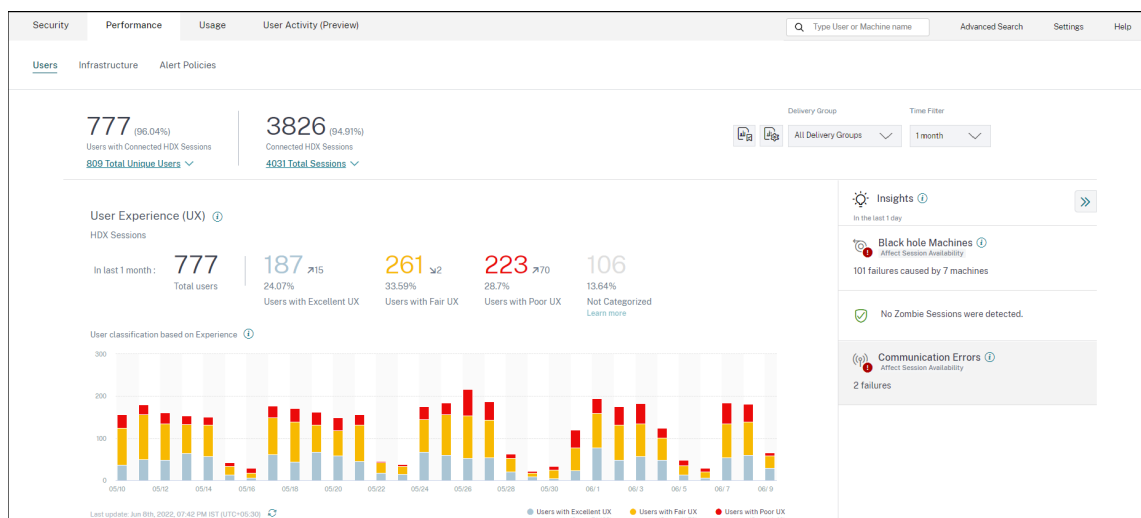 Security Performance Usage User Activity (Preview) Type User or Machine name Advanced Search Settings Help
Users Infrastructure Alert Policies
777 (96.04%) 3826 (94.91%)
Users with Connected HDX Sessions Connected HDX Sessions
809 Total Unique Users 4031 Total Sessions
Delivery Group Time Filter
All Delivery Groups 1 month
User Experience (UX)
HDX Sessions
In last 1 month : 777 187 15 261 2 223 70 106
Total users 24.07% 33.59% 28.7% 13.64%
Users with Excellent UX Users with Fair UX Users with Poor UX Not Categorized
Learn more
User classification based on Experience
300
200
100
0
05/10 05/12 05/14 05/16 05/18 05/20 05/22 05/24 05/26 05/28 05/30 06/1 06/3 06/5 06/7 06/9
Last update: Jun 8th, 2022, 07:42 PM IST (UTC+05:30)
Users with Excellent UX Users with Fair UX Users with Poor UX
Insights
In the last 1 day
Black hole Machines
Affect Session Availability
101 failures caused by 7 machines
No Zombie Sessions were detected.
Communication Errors
Affect Session Availability
2 failures